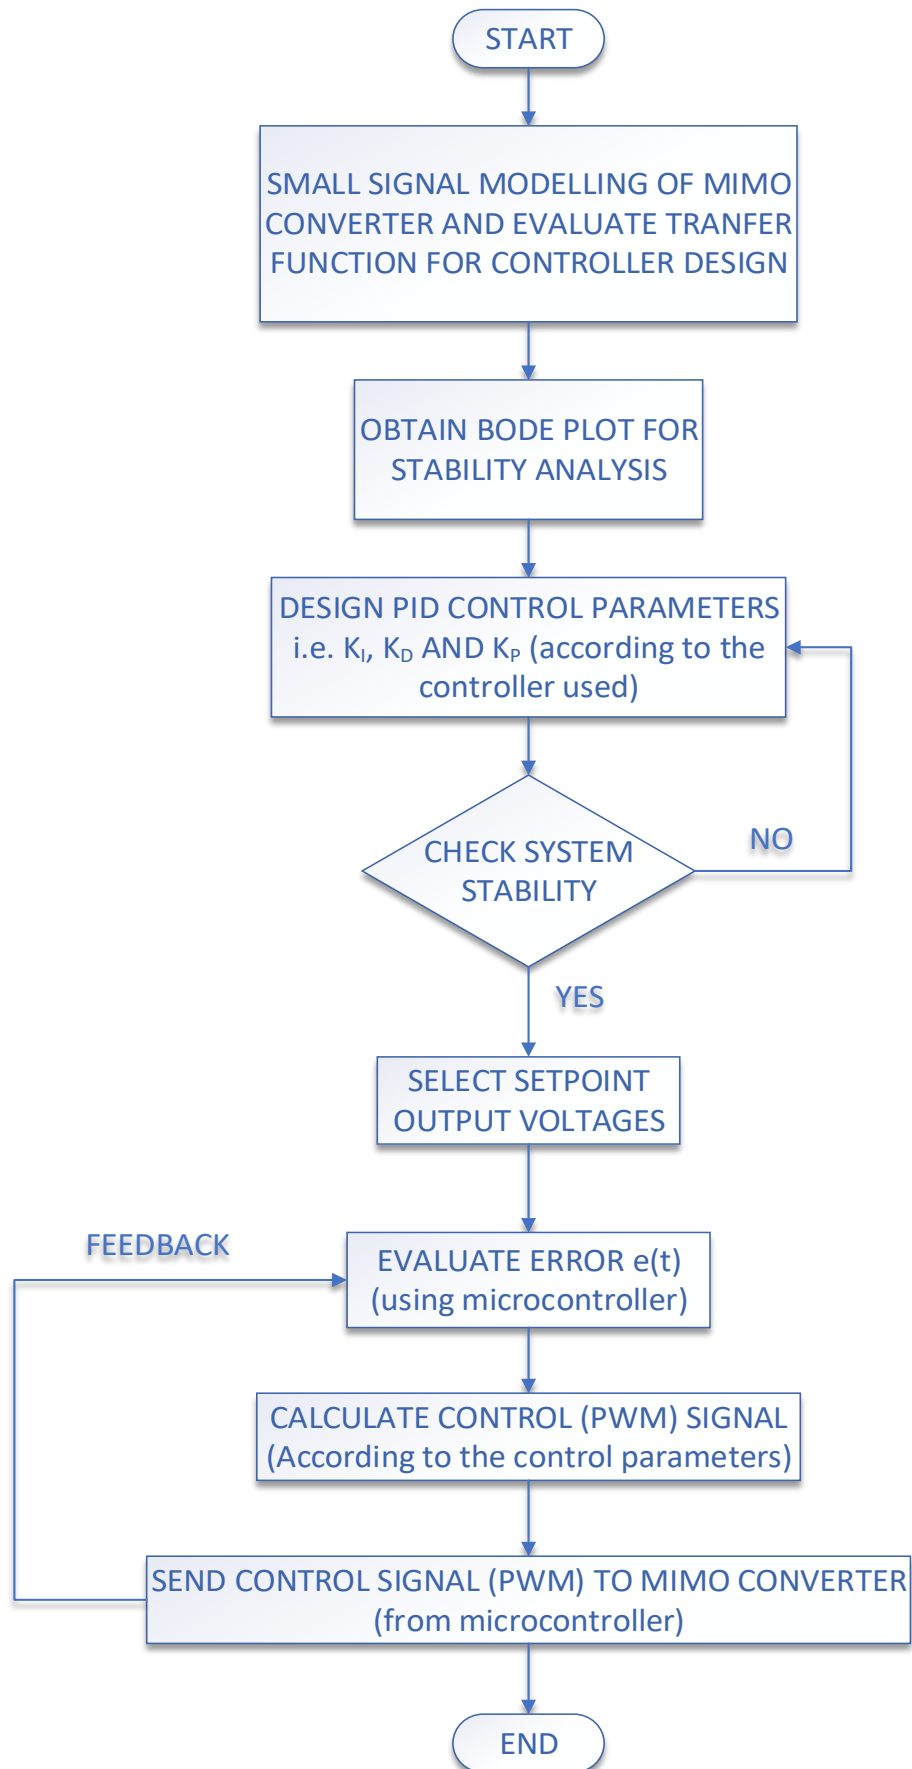 START
SMALL SIGNAL MODELLING OF MIMO
CONVERTER AND EVALUATE TRANFER
FUNCTION FOR CONTROLLER DESIGN
OBTAIN BODE PLOT FOR
STABILITY ANALYSIS
DESIGN PID CONTROL PARAMETERS
i.e. K_I, K_D AND K_P (according to the
controller used)
CHECK SYSTEM
STABILITY
NO
YES
SELECT SETPOINT
OUTPUT VOLTAGES
FEEDBACK
EVALUATE ERROR e(t)
(using microcontroller)
CALCULATE CONTROL (PWM) SIGNAL
(According to the control parameters)
SEND CONTROL SIGNAL (PWM) TO MIMO CONVERTER
(from microcontroller)
END